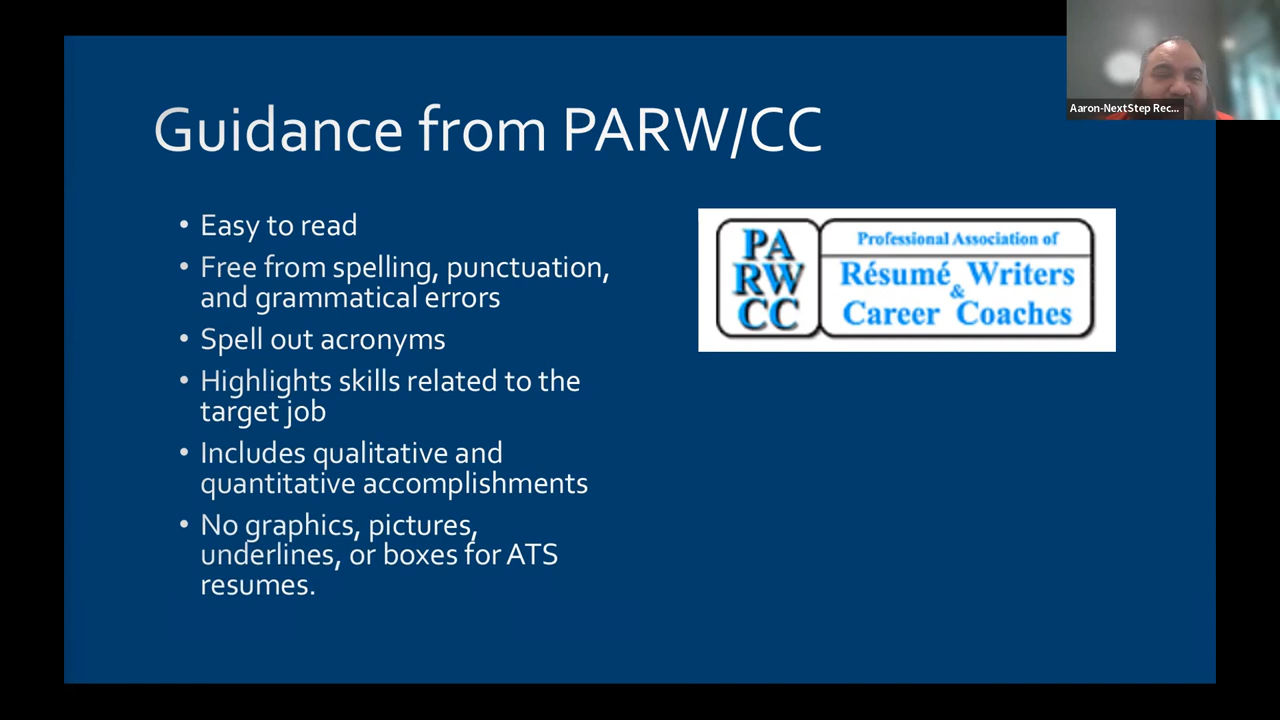 Guidance from PARW/CC
Aaron-NextStep Rec...
• Easy to read
• Free from spelling, punctuation,
and grammatical errors
• Spell out acronyms
• Highlights skills related to the
target job
• Includes qualitative and
quantitative accomplishments
• No graphics, pictures,
underlines, or boxes for ATS
resumes.
PA
RW
CC
Professional Association of
Résumé Writers
&
Career Coaches